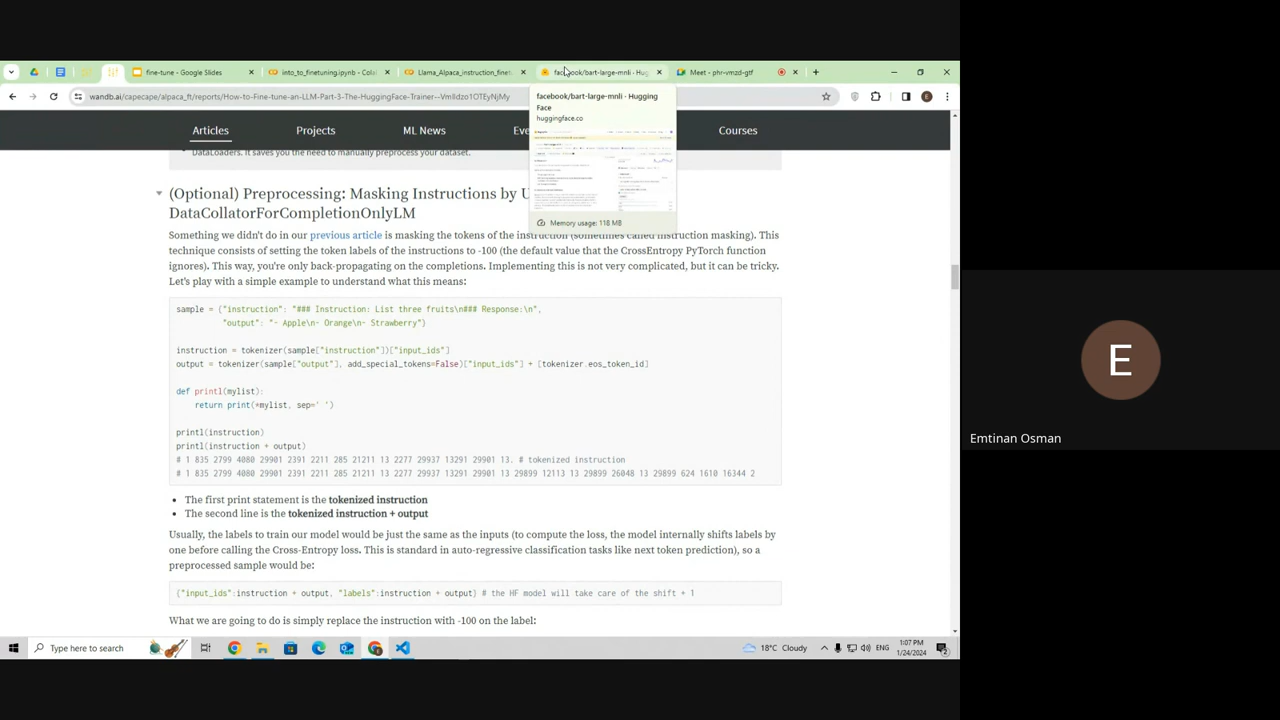 fine-tune - Google Slides
into_to_finetuning.ipynb - Cola
Llama_Alpaca_instruction_finet
facebook/bart-large-mnli - Hug
Meet - phr-vmzd-gtf
wandb.ai/capecape/alpaca_ft/reports/How-to-Fine-tune-an-LLM-Part-3-The-HuggingFace-Trainer--Vmlldzo1OTEyNjMy
facebook/bart-large-mnli - Hugging
Face
huggingface.co
Memory usage: 118 MB
Articles
Projects
ML News
Eve
Courses
It saves you the need to manually preprocess your dataset.
(Optional) Preprocessing: Masking Instructions by U
DataCollatorForCompletionOnlyLM
Something we didn't do in our previous article is masking the tokens of the instruction (sometimes called instruction masking). This
technique consists of setting the token labels of the instructions to -100 (the default value that the CrossEntropy PyTorch function
ignores). This way, you're only back-propagating on the completions. Implementing this is not very complicated, but it can be tricky.
Let's play with a simple example to understand what this means:
sample = {"instruction": "### Instruction: List three fruits\n### Response:\n",
"output": "- Apple\n- Orange\n- Strawberry"}
instruction = tokenizer(sample["instruction"])["input_ids"]
output = tokenizer(sample["output"], add_special_tokens=False)["input_ids"] + [tokenizer.eos_token_id]
def printl(mylist):
return print(*mylist, sep=' ')
printl(instruction)
printl(instruction + output)
# 1 835 2799 4080 29901 2391 2211 285 21211 13 2277 29937 13291 29901 13. # tokenized instruction
# 1 835 2799 4080 29901 2391 2211 285 21211 13 2277 29937 13291 29901 13 29899 12113 13 29899 26048 13 29899 624 1610 16344 2
• The first print statement is the tokenized instruction
• The second line is the tokenized instruction + output
Usually, the labels to train our model would be just the same as the inputs (to compute the loss, the model internally shifts labels by
one before calling the Cross-Entropy loss. This is standard in auto-regressive classification tasks like next token prediction), so a
preprocessed sample would be:
{"input_ids":instruction + output, "labels":instruction + output} # the HF model will take care of the shift + 1
What we are going to do is simply replace the instruction with -100 on the label:
E
Emtinan Osman
Type here to search
18°C Cloudy
ENG
1:07 PM
1/24/2024